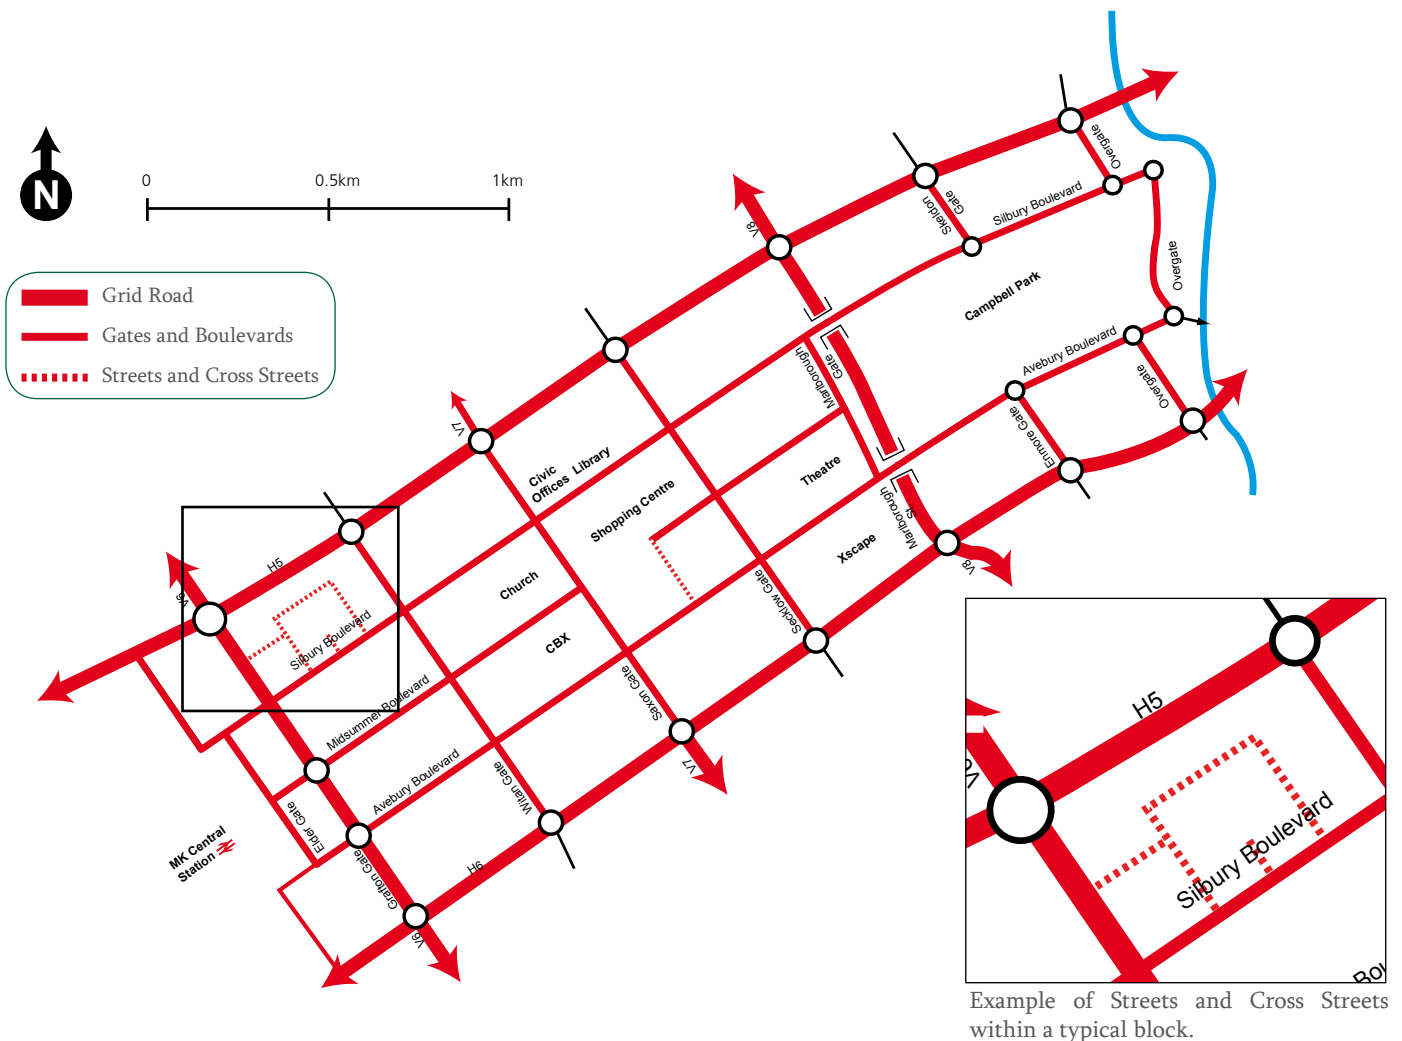 N
0
0.5km
1km
Grid Road
Gates and Boulevards
Streets and Cross Streets
V8
Skeldon
Gate
Overgate
Silbury Boulevard
Overgate
Campbell Park
Avebury Boulevard
Overgate
Enmore Gate
Marlborough
Gate
V7
Civic
Offices
Library
Shopping Centre
Theatre
Xscape
Marlborough
St
V8
H5
V6
Silbury Boulevard
Church
CBX
Secklow Gate
Midsummer Boulevard
Saxon Gate
V7
Avebury Boulevard
Witan Gate
Elder Gate
MK Central
Station
Grafton Gate
H6
V6
H5
V6
Silbury Boulevard
Bou
Example of Streets and Cross Streets
within a typical block.